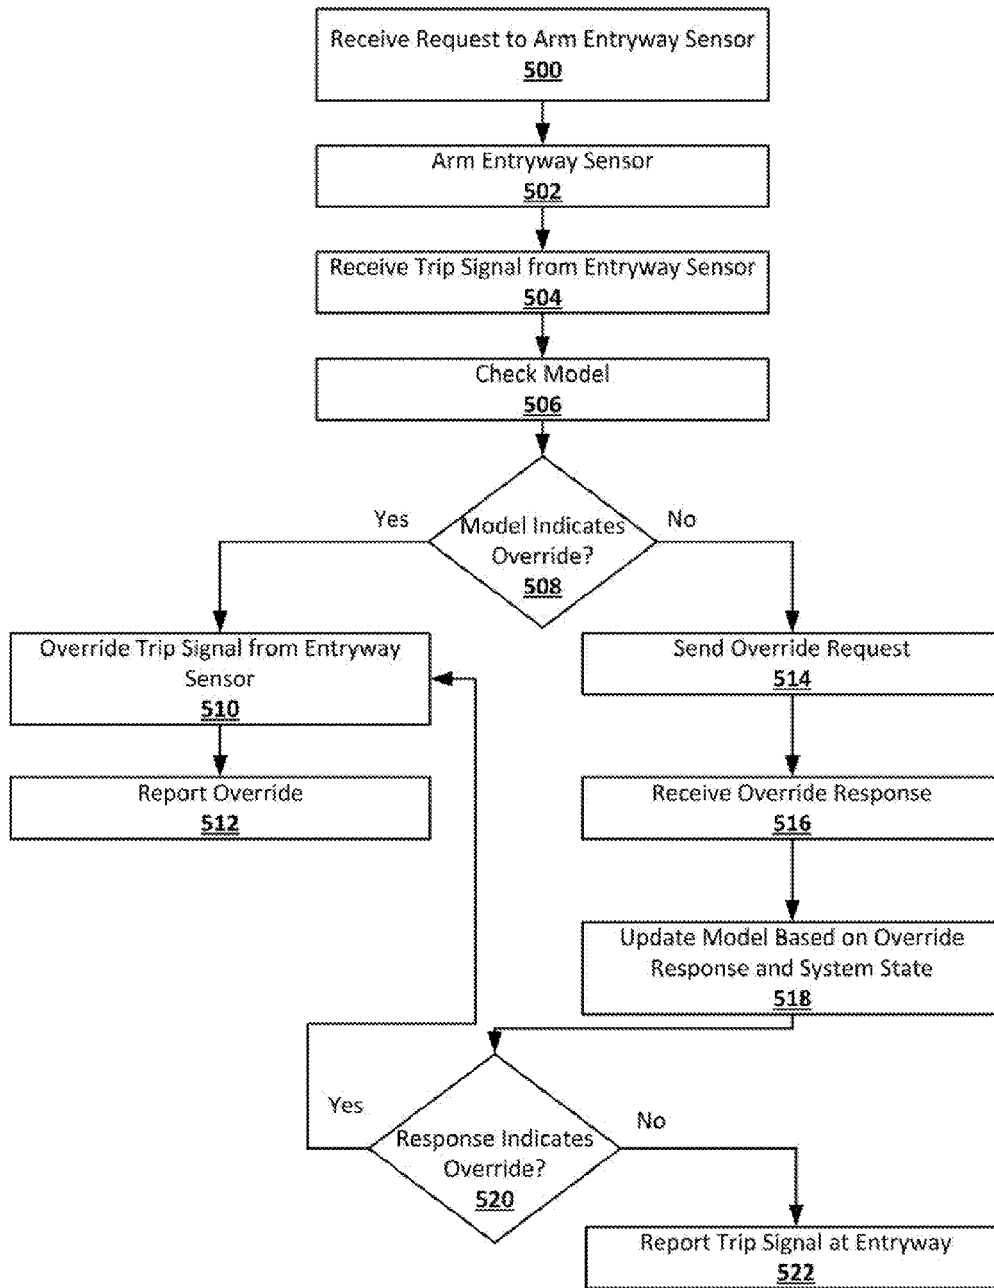 Receive Request to Arm Entryway Sensor
500
Arm Entryway Sensor
502
Receive Trip Signal from Entryway Sensor
504
Check Model
506
Yes
No
Model Indicates
Override?
508
Override Trip Signal from Entryway
Sensor
510
Send Override Request
514
Report Override
512
Receive Override Response
516
Update Model Based on Override
Response and System State
518
Yes
No
Response Indicates
Override?
520
Report Trip Signal at Entryway
522